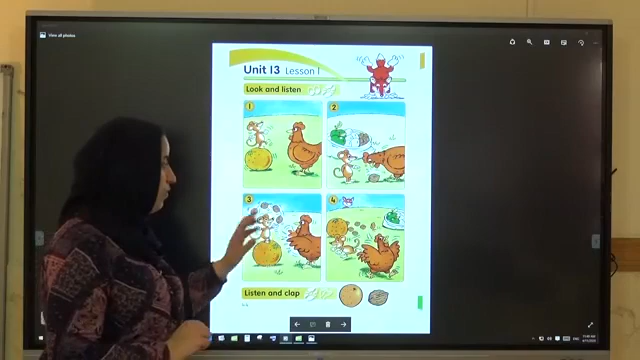 View all photos
Unit 13 Lesson 1
Look and listen
1
2
3
4
Listen and clap